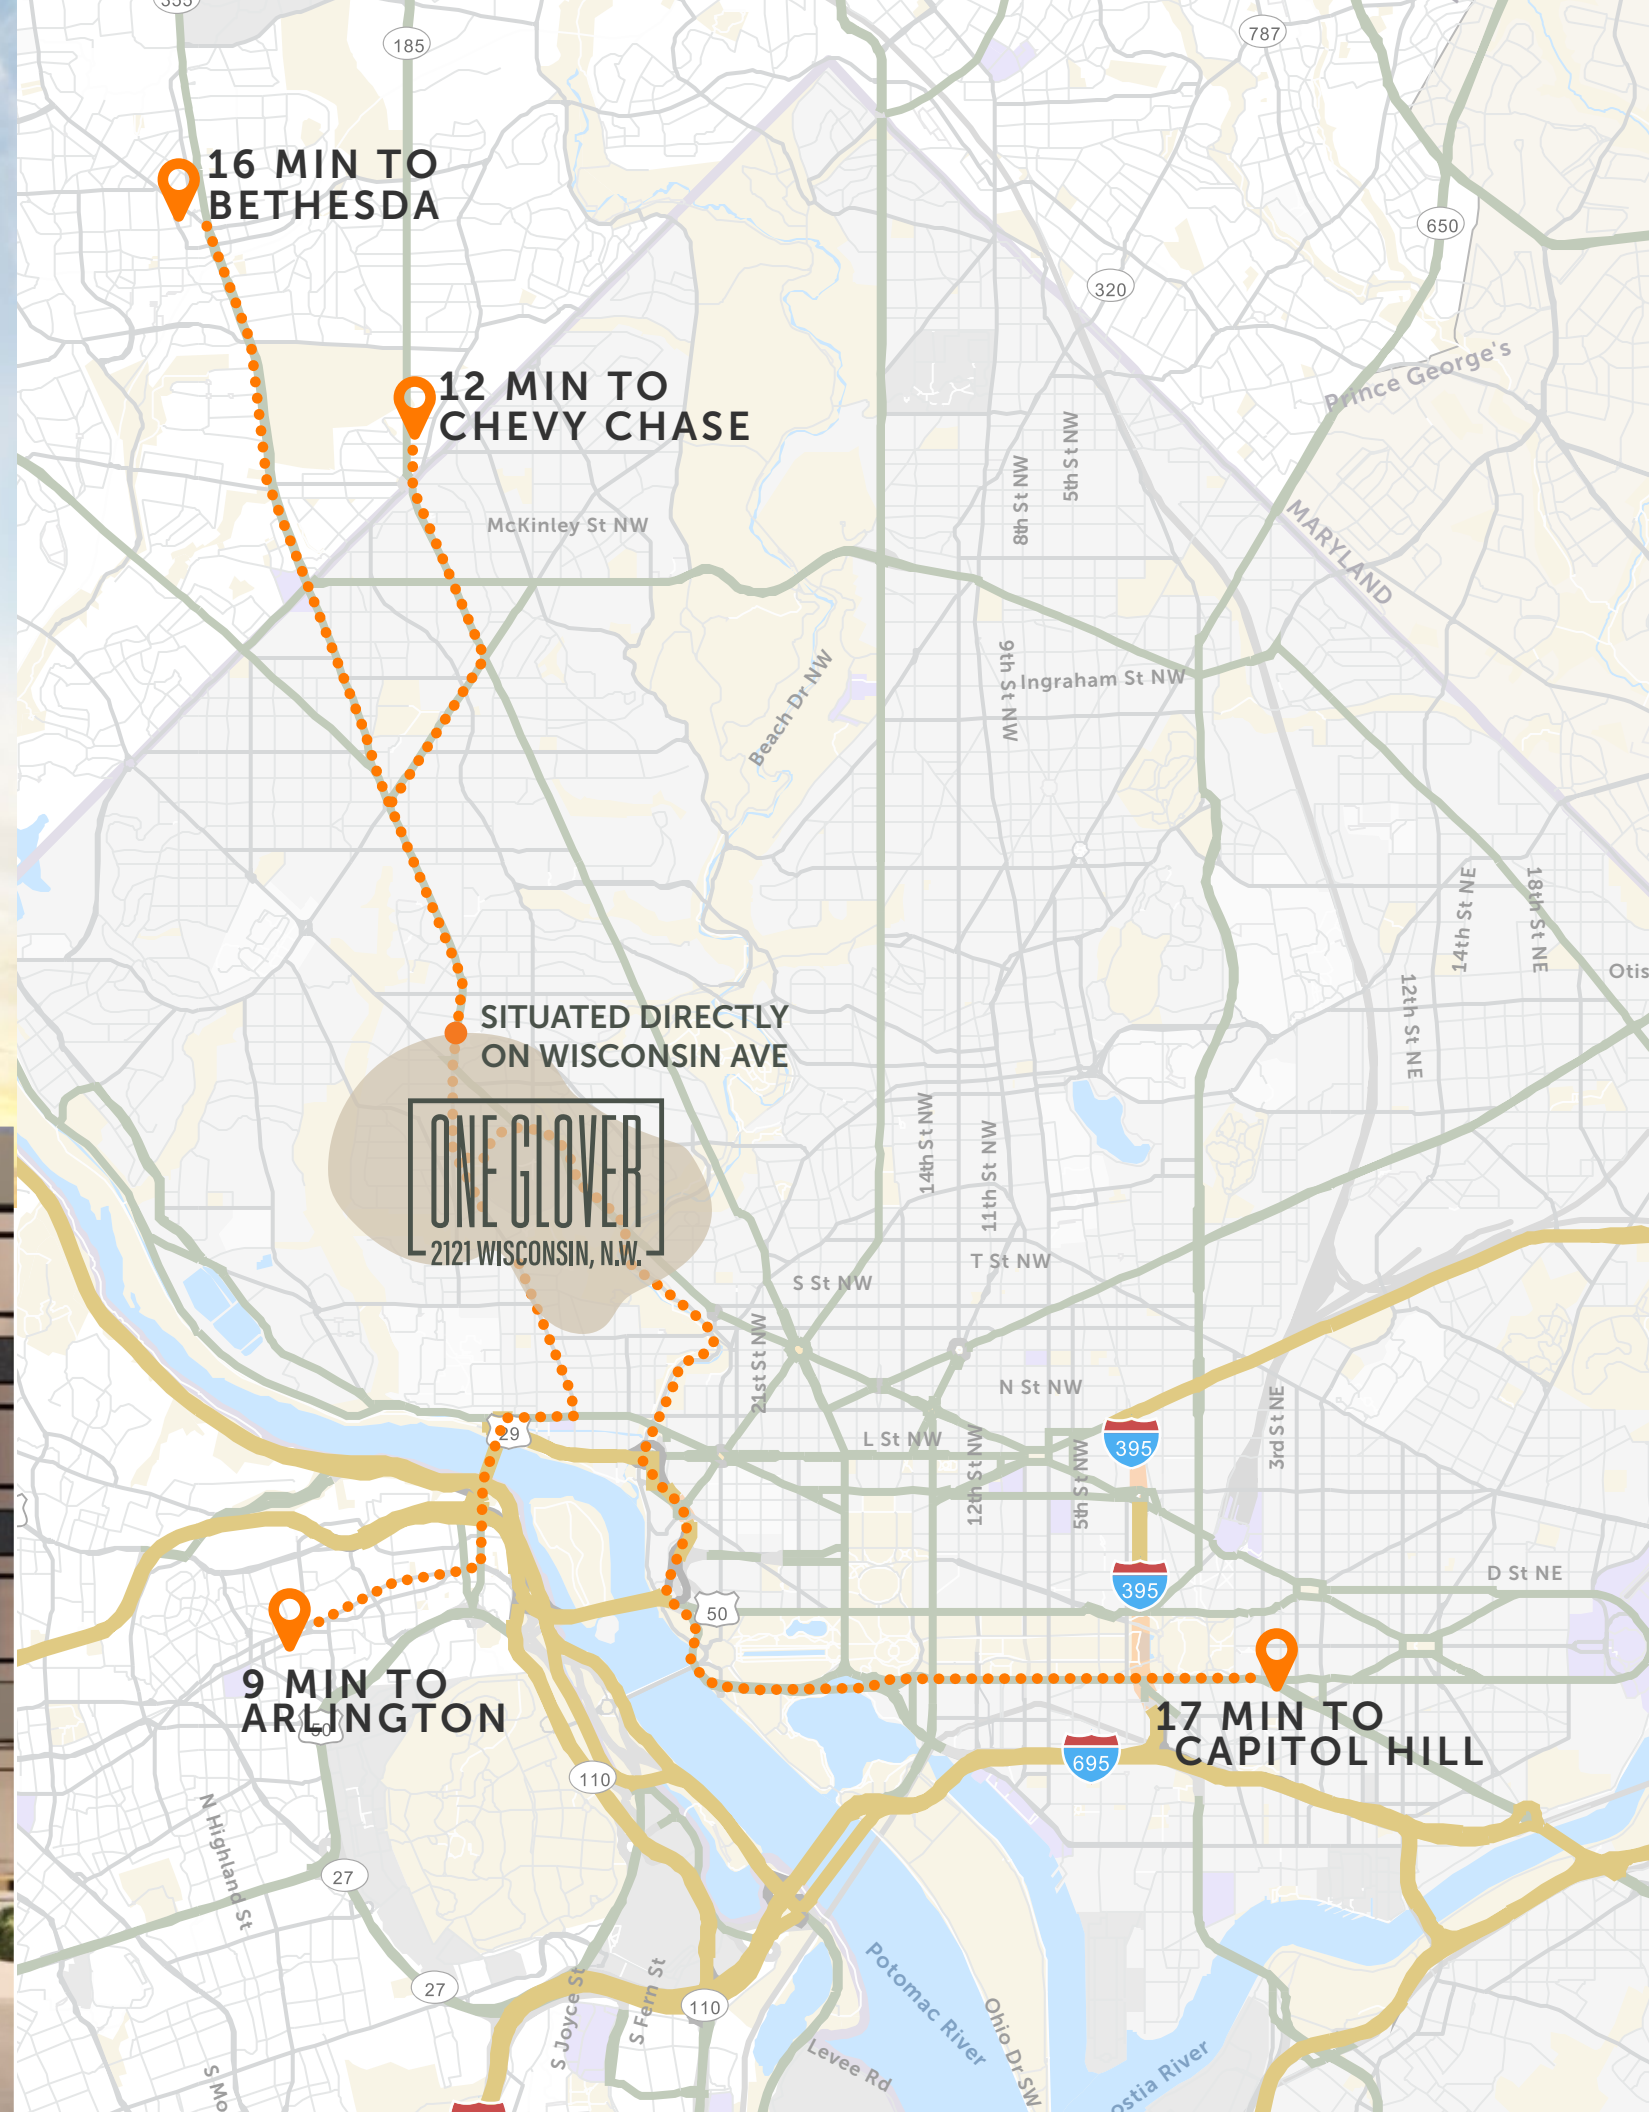 355
185
787
16 MIN TO
BETHESDA
650
320
12 MIN TO
CHEVY CHASE
Prince George's
5th St NW
8th St NW
McKinley St NW
MARYLAND
9th St NW
Ingraham St NW
Beach Dr NW
14th St NE
18th St NE
Otis
12th St NE
SITUATED DIRECTLY
ON WISCONSIN AVE
ONE GLOVER
2121 WISCONSIN, N.W.
14th St NW
11th St NW
T St NW
S St NW
21st St NW
N St NW
3rd St NE
29
L St NW
12th St NW
5th St NW
395
395
D St NE
50
9 MIN TO
ARLINGTON
50
17 MIN TO
CAPITOL HILL
695
110
N Highland St
27
27
110
S Joyce St
S Fern St
Potomac River
Ohio Dr SW
Levee Rd
ostia River
S Mo